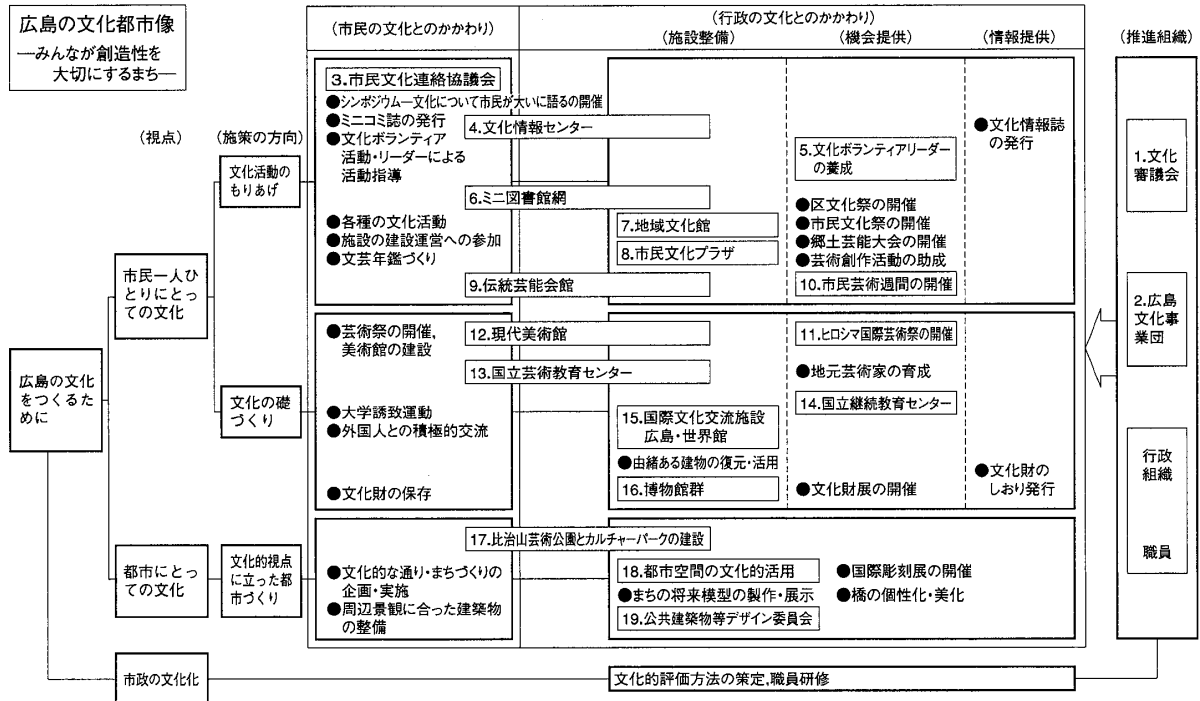 広島の文化都市像
―みんなが創造性を
大切にするまち―
(市民の文化とのかかわり)
(行政の文化とのかかわり)
(施設整備)
(機会提供)
(情報提供)
(推進組織)
(視点)
(施策の方向)
広島の文化
をつくるた
めに
市民一人ひ
とりにとっ
ての文化
文化活動の
もりあげ
3.市民文化連絡協議会
●シンポジウム―文化について市民が大いに語るの開催
●ミニコミ誌の発行
●文化ボランティア
活動・リーダーによる
活動指導
4.文化情報センター
6.ミニ図書館網
●各種の文化活動
●施設の建設運営への参加
●文芸年鑑づくり
9.伝統芸能会館
7.地域文化館
8.市民文化プラザ
5.文化ボランティアリーダー
の養成
●区文化祭の開催
●市民文化祭の開催
●郷土芸能大会の開催
●芸術創作活動の助成
10.市民芸術週間の開催
●文化情報誌
の発行
文化の礎
づくり
●芸術祭の開催,
美術館の建設
12.現代美術館
13.国立芸術教育センター
●大学誘致運動
●外国人との積極的交流
●文化財の保存
15.国際文化交流施設
広島・世界館
●由緒ある建物の復元・活用
16.博物館群
11.ヒロシマ国際芸術祭の開催
●地元芸術家の育成
14.国立継続教育センター
●文化財展の開催
●文化財の
しおり発行
都市にとっ
ての文化
文化的視点
に立った都
市づくり
17.比治山芸術公園とカルチャーパークの建設
●文化的な通り・まちづくりの
企画・実施
●周辺景観に合った建築物
の整備
18.都市空間の文化的活用
●まちの将来模型の製作・展示
19.公共建築物等デザイン委員会
●国際彫刻展の開催
●橋の個性化・美化
市政の文化化
文化的評価方法の策定,職員研修
1.文化
審議会
2.広島
文化事
業団
行政
組織
職員